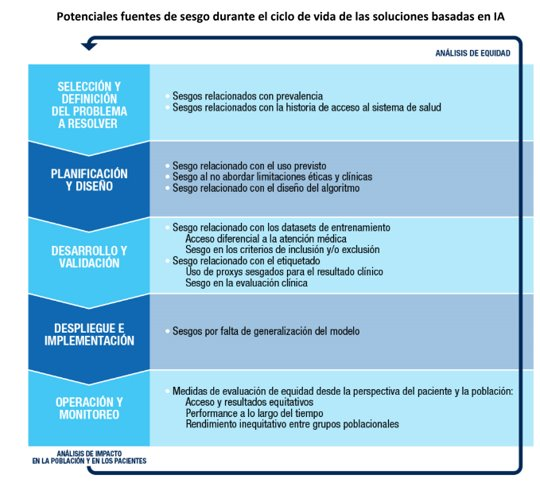 Potenciales fuentes de sesgo durante el ciclo de vida de las soluciones basadas en IA
ANÁLISIS DE EQUIDAD
SELECCIÓN Y
DEFINICIÓN
DEL PROBLEMA
A RESOLVER
• Sesgos relacionados con prevalencia
• Sesgos relacionados con la historia de acceso al sistema de salud
PLANIFICACIÓN
Y DISEÑO
• Sesgo relacionado con el uso previsto
• Sesgo al no abordar limitaciones éticas y clínicas
• Sesgo relacionado con el diseño del algoritmo
DESARROLLO Y
VALIDACIÓN
• Sesgo relacionado con los datasets de entrenamiento
Acceso diferencial a la atención médica
Sesgo en los criterios de inclusión y/o exclusión
• Sesgo relacionado con el etiquetado
Uso de proxys sesgados para el resultado clínico
Sesgo en la evaluación clínica
DESPLIEGUE E
IMPLEMENTACIÓN
• Sesgos por falta de generalización del modelo
OPERACIÓN Y
MONITOREO
• Medidas de evaluación de equidad desde la perspectiva del paciente y la población:
Acceso y resultados equitativos
Performance a lo largo del tiempo
Rendimiento inequitativo entre grupos poblacionales
ANÁLISIS DE IMPACTO
EN LA POBLACIÓN Y EN LOS PACIENTES